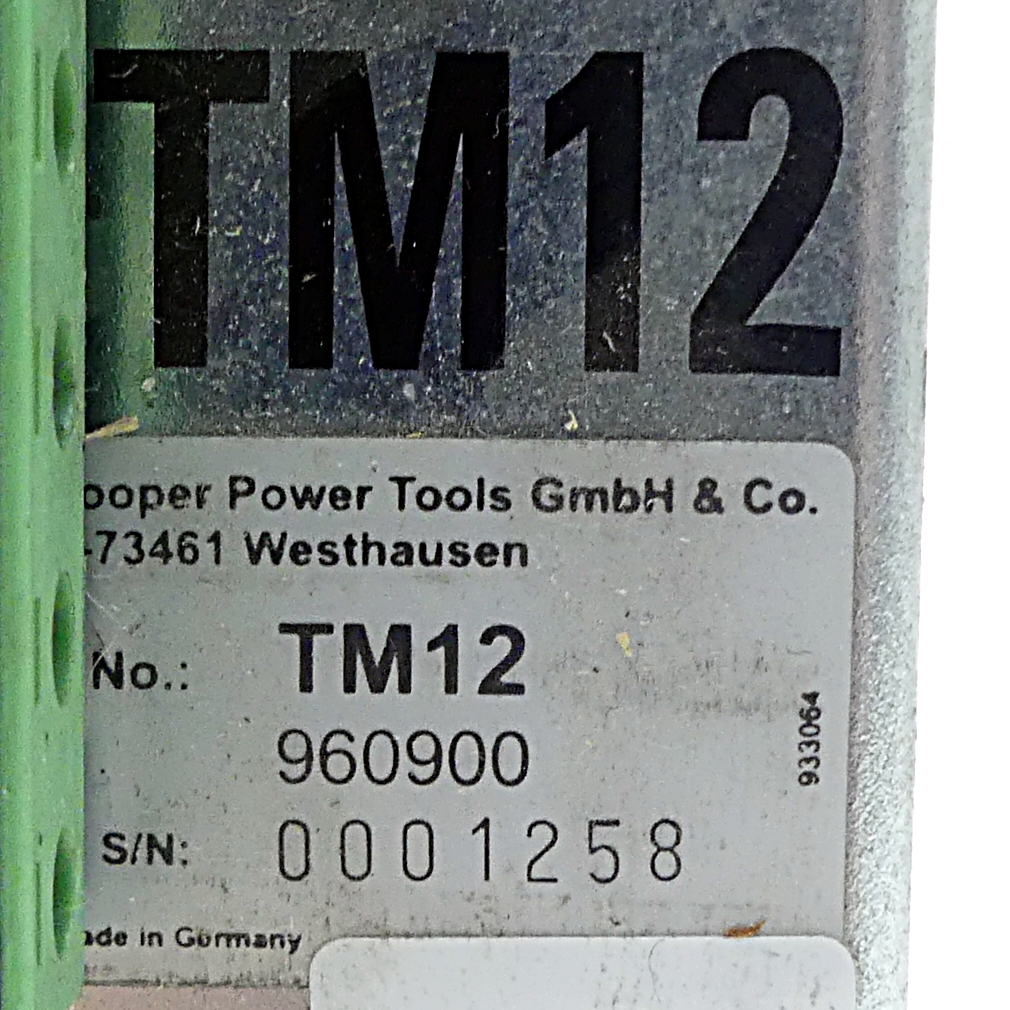 TM12
ooper Power Tools GmbH & Co.
-73461 Westhausen
No.: TM12
960900
933064
S/N: 0001258
ade in Germany